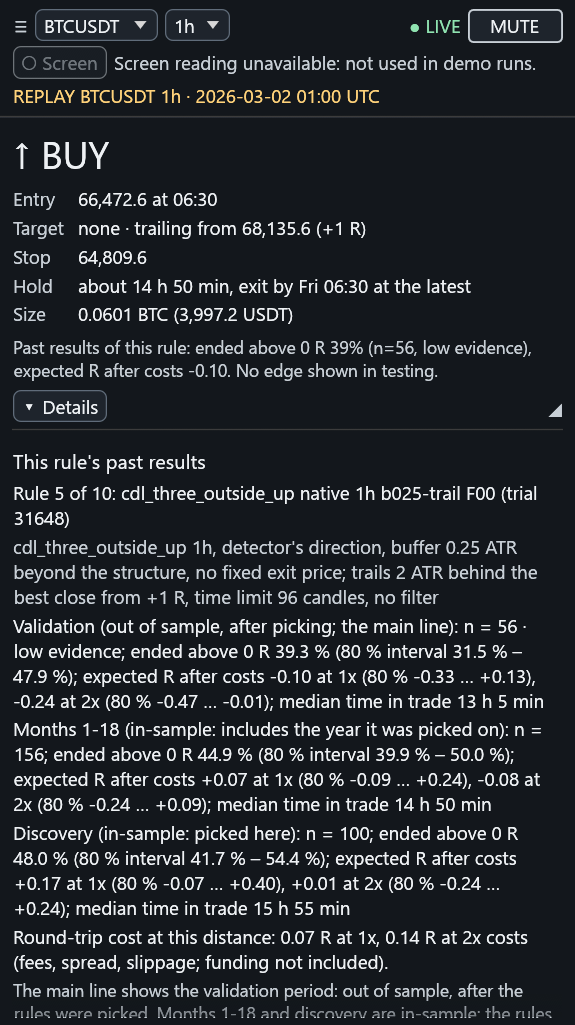 ☰ BTCUSDT ▼ 1h ▼ ● LIVE MUTE
Screen Screen reading unavailable: not used in demo runs.
REPLAY BTCUSDT 1h · 2026-03-02 01:00 UTC
↑ BUY
Entry 66,472.6 at 06:30
Target none · trailing from 68,135.6 (+1 R)
Stop 64,809.6
Hold about 14 h 50 min, exit by Fri 06:30 at the latest
Size 0.0601 BTC (3,997.2 USDT)
Past results of this rule: ended above 0 R 39% (n=56, low evidence),
expected R after costs -0.10. No edge shown in testing.
▼ Details
This rule's past results
Rule 5 of 10: cdl_three_outside_up native 1h b025-trail F00 (trial
31648)
cdl_three_outside_up 1h, detector's direction, buffer 0.25 ATR
beyond the structure, no fixed exit price; trails 2 ATR behind the
best close from +1 R, time limit 96 candles, no filter
Validation (out of sample, after picking; the main line): n = 56 ·
low evidence; ended above 0 R 39.3 % (80 % interval 31.5 % –
47.9 %); expected R after costs -0.10 at 1x (80 % -0.33 … +0.13),
-0.24 at 2x (80 % -0.47 … -0.01); median time in trade 13 h 5 min
Months 1-18 (in-sample: includes the year it was picked on): n =
156; ended above 0 R 44.9 % (80 % interval 39.9 % – 50.0 %);
expected R after costs +0.07 at 1x (80 % -0.09 … +0.24), -0.08 at
2x (80 % -0.24 … +0.09); median time in trade 14 h 50 min
Discovery (in-sample: picked here): n = 100; ended above 0 R
48.0 % (80 % interval 41.7 % – 54.4 %); expected R after costs
+0.17 at 1x (80 % -0.07 … +0.40), +0.01 at 2x (80 % -0.24 …
+0.24); median time in trade 15 h 55 min
Round-trip cost at this distance: 0.07 R at 1x, 0.14 R at 2x costs
(fees, spread, slippage; funding not included).
The main line shows the validation period: out of sample, after the
rules were picked. Months 1-18 and discovery are in-sample: the rules